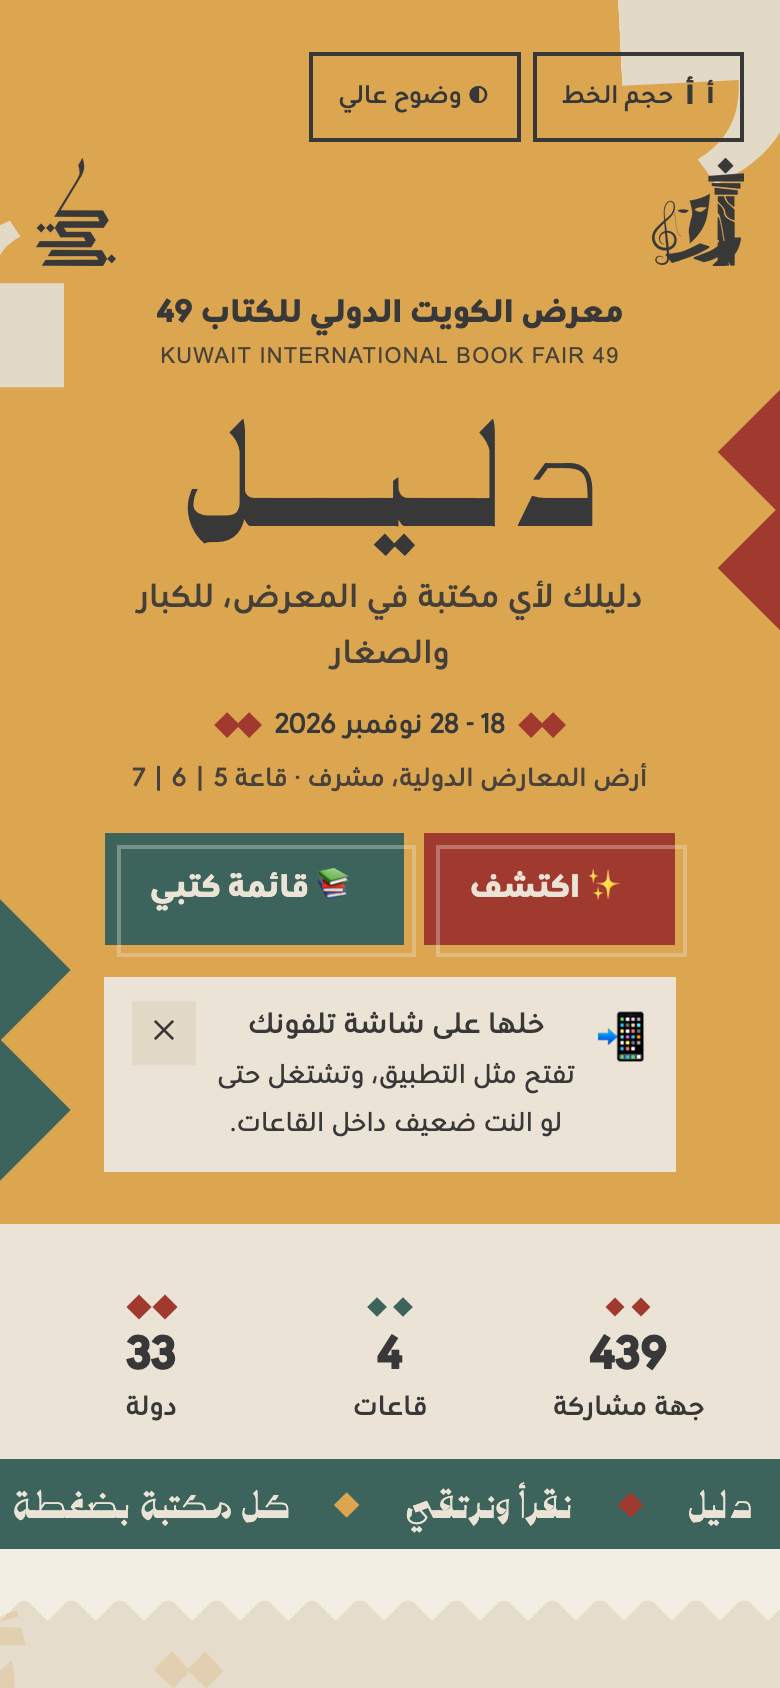 أ أ حجم الخط
وضوح عالي
معرض الكويت الدولي للكتاب 49
KUWAIT INTERNATIONAL BOOK FAIR 49
دليـــل
دليلك لأي مكتبة في المعرض، للكبار
والصغار
18 - 28 نوفمبر 2026
أرض المعارض الدولية، مشرف · قاعة 5 | 6 | 7
اكتشف
قائمة كتبي
خلها على شاشة تلفونك
تفتح مثل التطبيق، وتشتغل حتى
لو النت ضعيف داخل القاعات.
439
جهة مشاركة
4
قاعات
33
دولة
دليل
نقرأ ونرتقي
كل مكتبة بضغطة